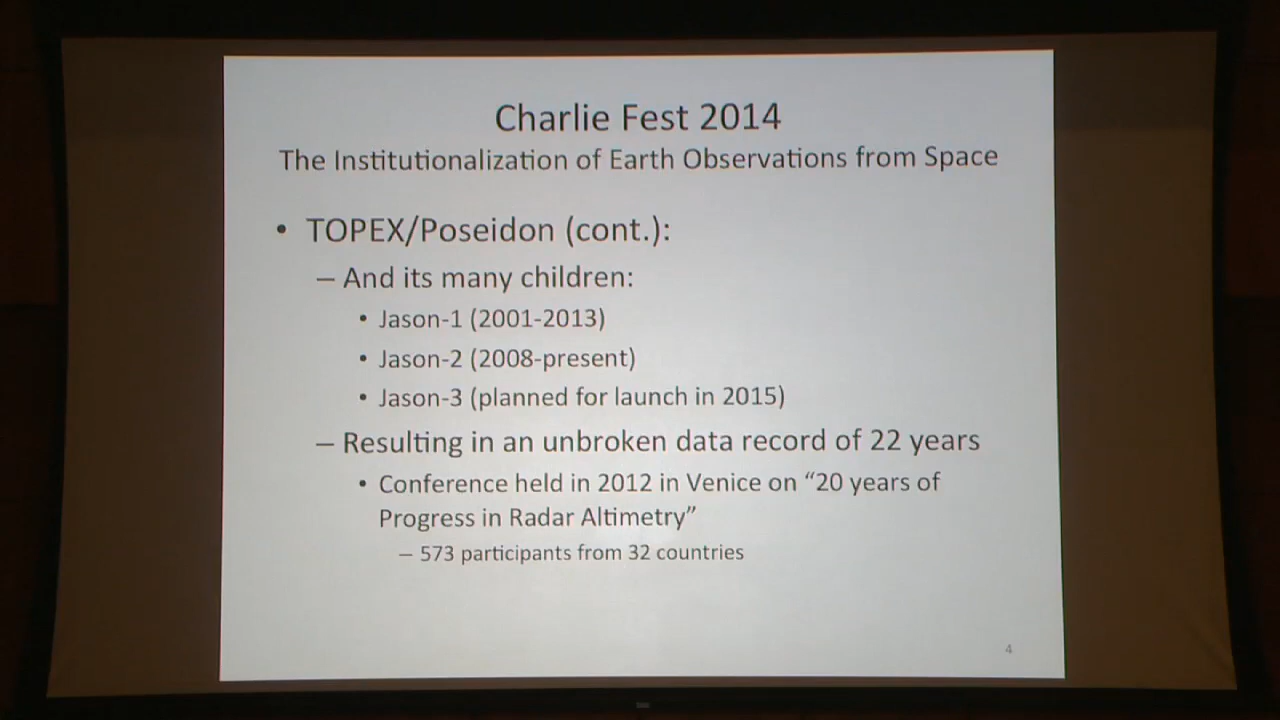 Charlie Fest 2014
The Institutionalization of Earth Observations from Space
• TOPEX/Poseidon (cont.):
– And its many children:
• Jason-1 (2001-2013)
• Jason-2 (2008-present)
• Jason-3 (planned for launch in 2015)
– Resulting in an unbroken data record of 22 years
• Conference held in 2012 in Venice on “20 years of
Progress in Radar Altimetry”
– 573 participants from 32 countries
4